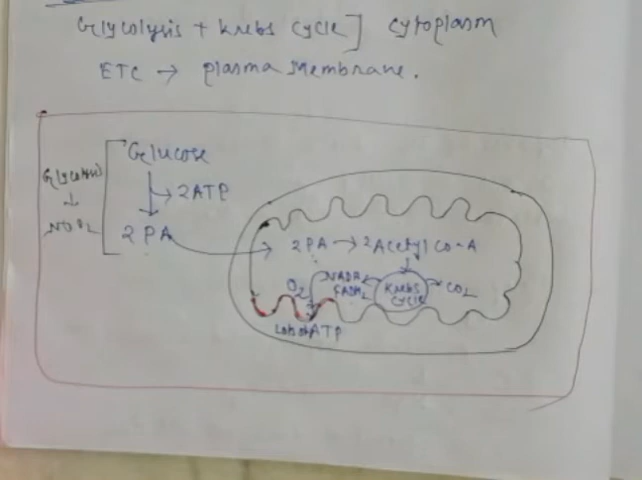 Glycolysis + Krebs cycle] cytoplasm
ETC → plasma Membrane.
Glucose
Glycolysis
↓
NO O2
→ 2ATP
2 PA
2 PA → 2 Acetyl Co-A
O2
NADH2
FADH2
KREBS
CYCLE
CO2
Lots of ATP